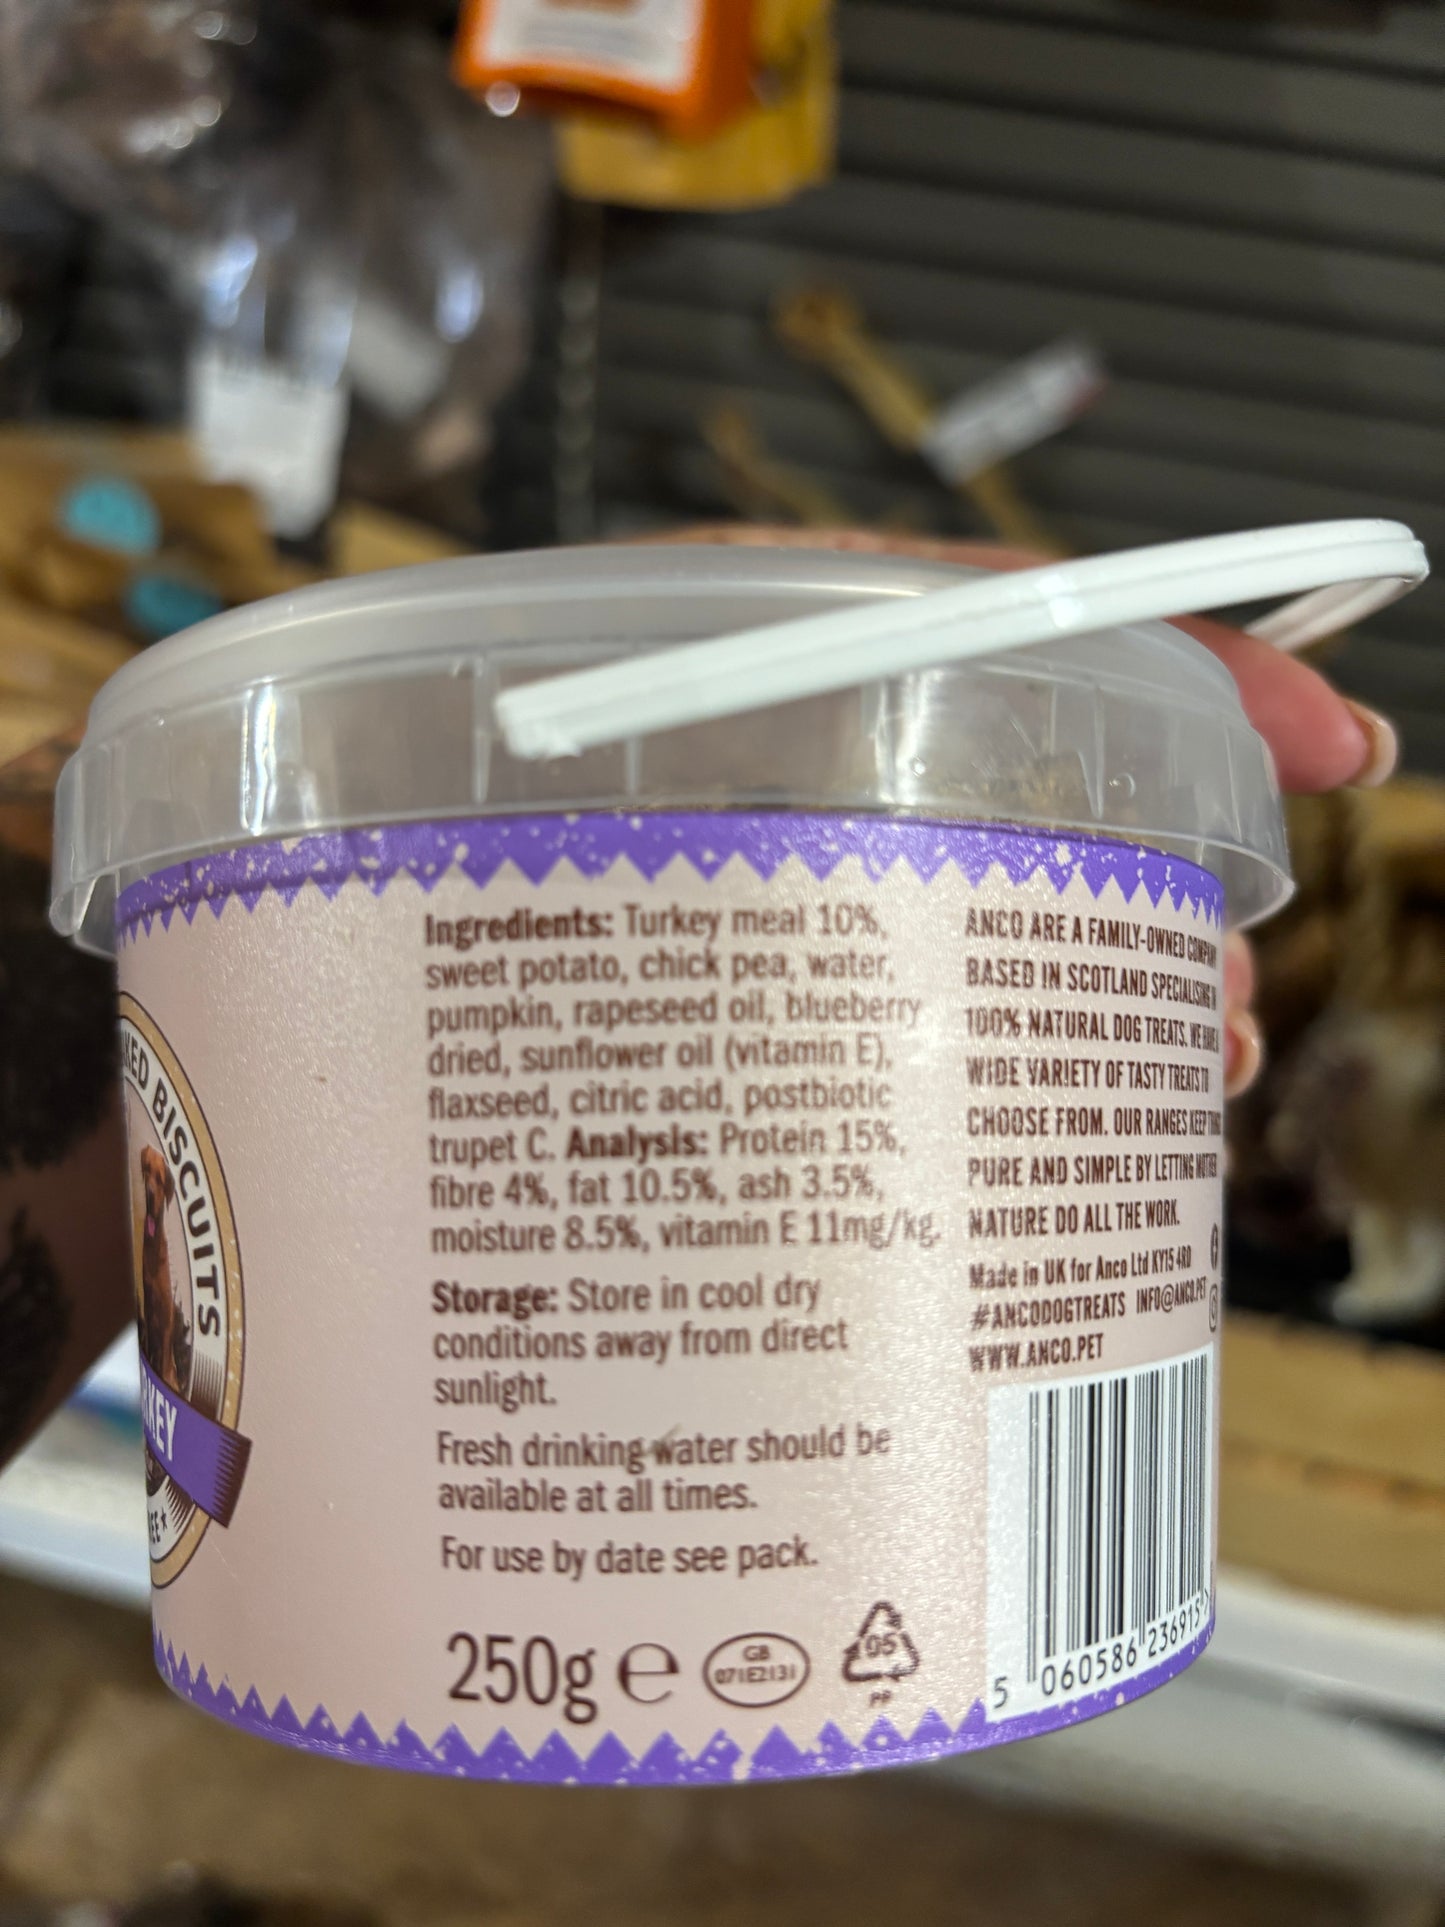 BISCUITS
KEY
Ingredients: Turkey meal 10%,
sweet potato, chick pea, water,
pumpkin, rapeseed oil, blueberry
dried, sunflower oil (vitamin E),
flaxseed, citric acid, postbiotic
trupet C. Analysis: Protein 15%,
fibre 4%, fat 10.5%, ash 3.5%,
moisture 8.5%, vitamin E 11mg/kg.
Storage: Store in cool dry
conditions away from direct
sunlight.
Fresh drinking water should be
available at all times.
For use by date see pack.
250g e
GB
071E2131
05
PP
ANCO ARE A FAMILY-OWNED COMPANY
BASED IN SCOTLAND SPECIALISING IN
100% NATURAL DOG TREATS. WE HAVE A
WIDE VARIETY OF TASTY TREATS TO
CHOOSE FROM. OUR RANGES KEEP THINGS
PURE AND SIMPLE BY LETTING MOTHER
NATURE DO ALL THE WORK.
Made in UK for Anco Ltd KY15 4RD
#ANCODOGTREATS INFO@ANCO.PET
WWW.ANCO.PET
5 060586 236915 >